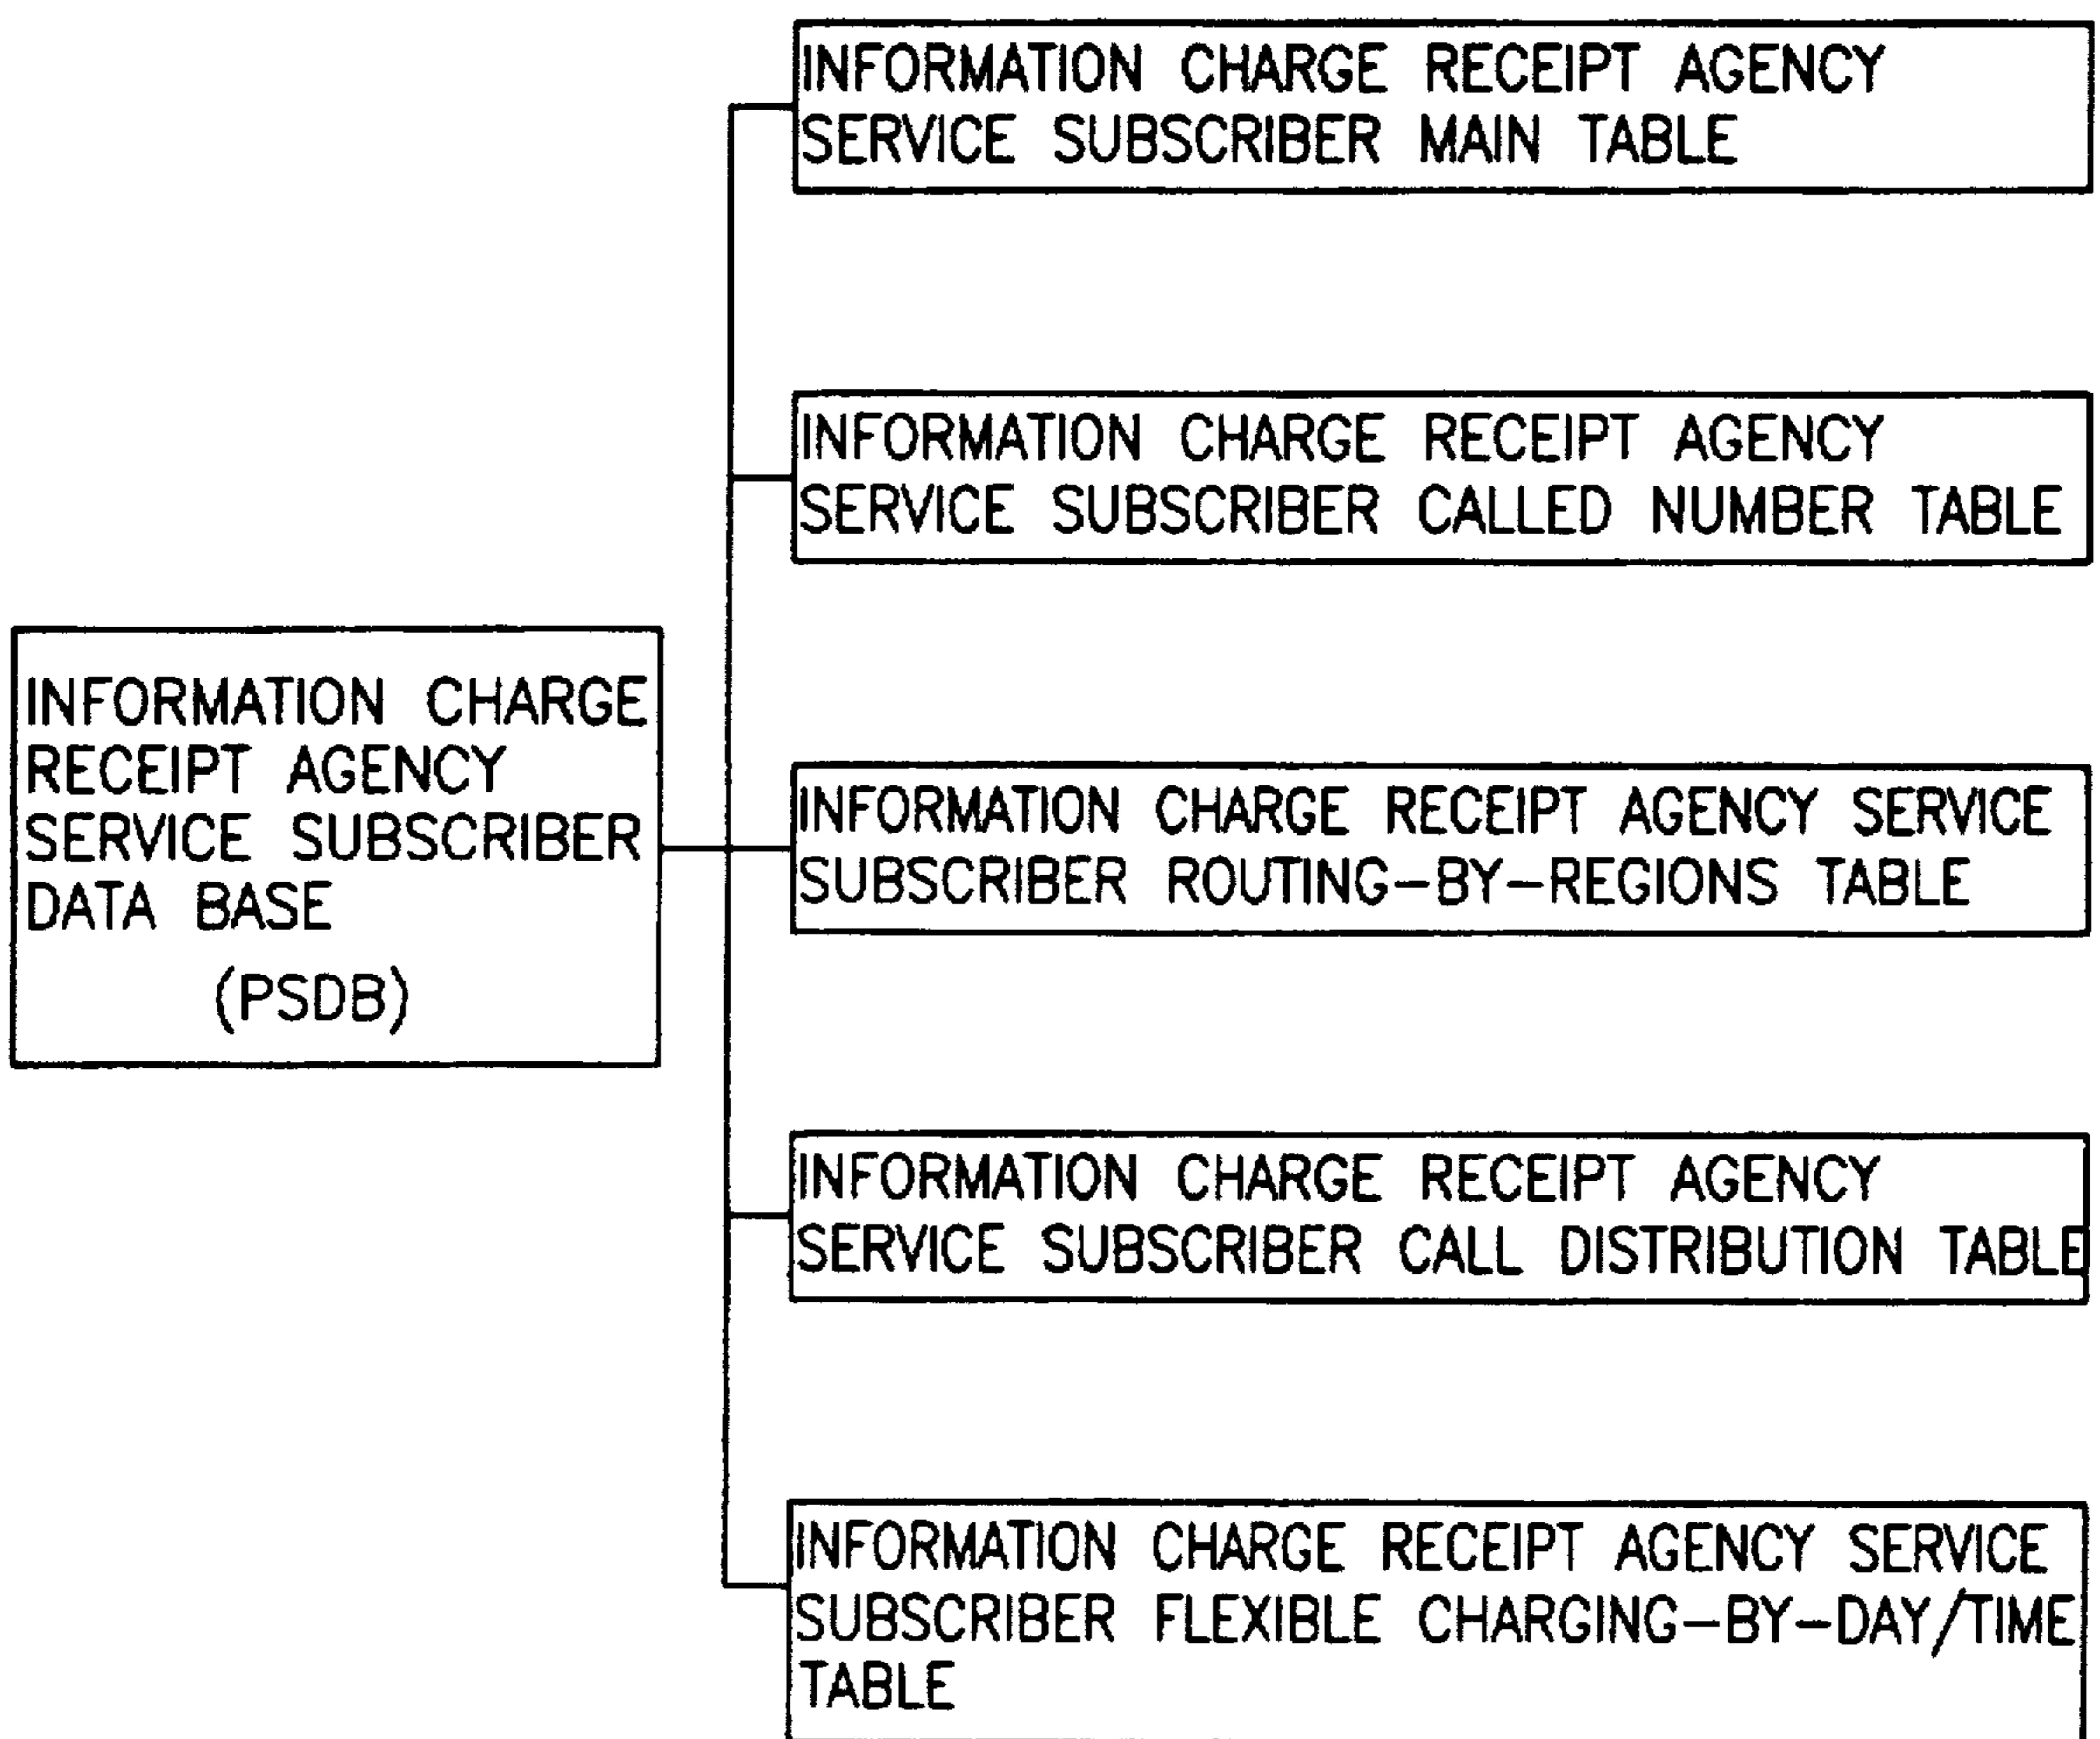 INFORMATION CHARGE RECEIPT AGENCY
SERVICE SUBSCRIBER MAIN TABLE
INFORMATION CHARGE RECEIPT AGENCY
SERVICE SUBSCRIBER CALLED NUMBER TABLE
INFORMATION CHARGE
RECEIPT AGENCY
SERVICE SUBSCRIBER
DATA BASE
(PSDB)
INFORMATION CHARGE RECEIPT AGENCY SERVICE
SUBSCRIBER ROUTING-BY-REGIONS TABLE
INFORMATION CHARGE RECEIPT AGENCY
SERVICE SUBSCRIBER CALL DISTRIBUTION TABLE
INFORMATION CHARGE RECEIPT AGENCY SERVICE
SUBSCRIBER FLEXIBLE CHARGING-BY-DAY/TIME
TABLE